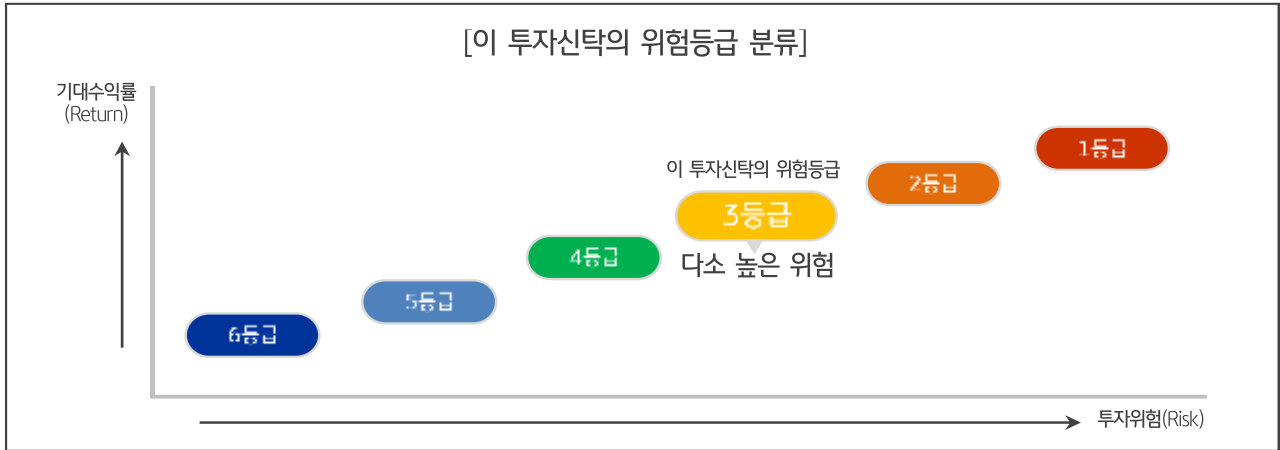 [이 투자신탁의 위험등급 분류]
기대수익률
(Return)
1등급
이 투자신탁의 위험등급
2등급
3등급
4등급
다소 높은 위험
5등급
6등급
투자위험(Risk)